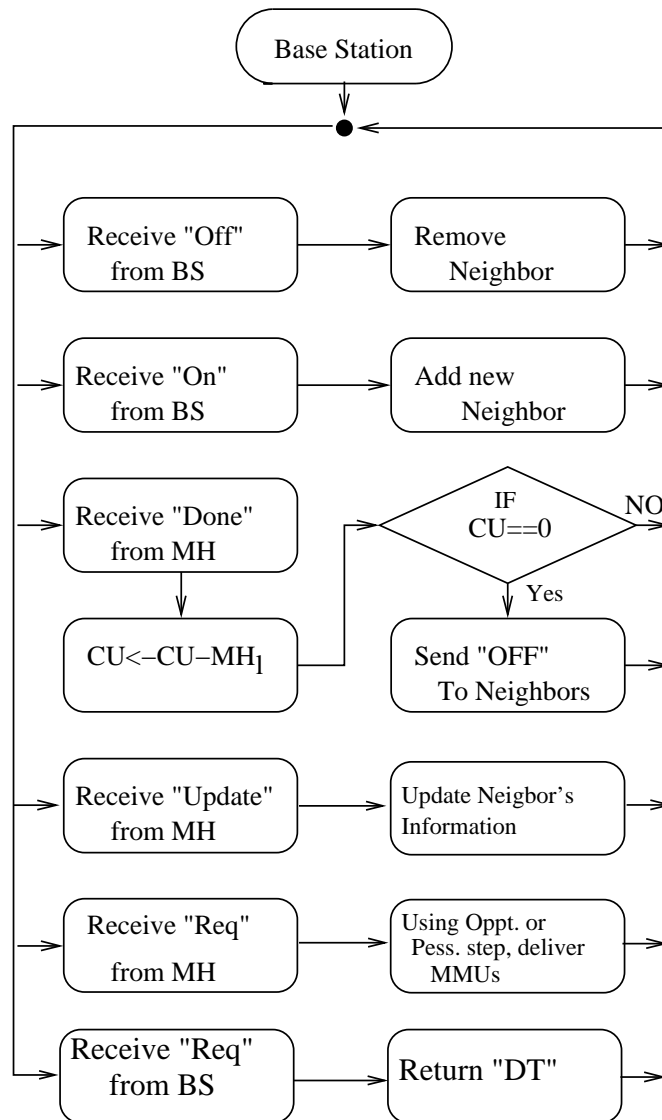 Base Station
Receive "Off"
from BS
Remove
Neighbor
Receive "On"
from BS
Add new
Neighbor
Receive "Done"
from MH
IF
CU==0
NO
Yes
CU<−CU−MH1
Send "OFF"
To Neighbors
Receive "Update"
from MH
Update Neigbor's
Information
Receive "Req"
from MH
Using Oppt. or
Pess. step, deliver
MMUs
Receive "Req"
from BS
Return "DT"